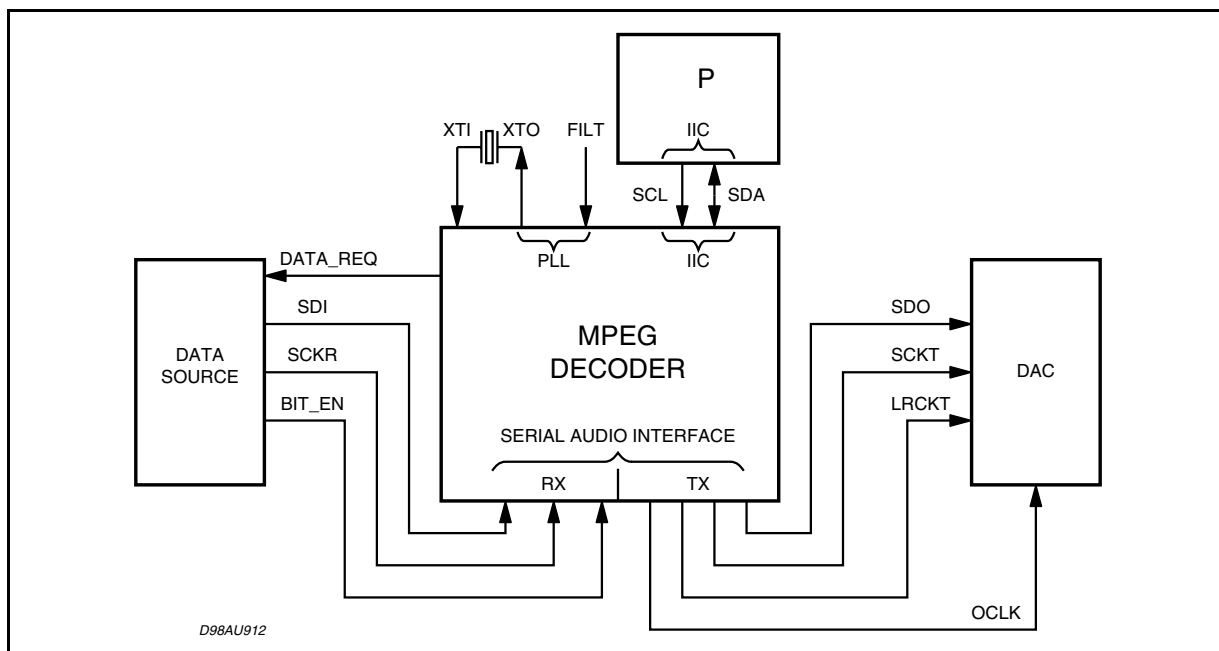 P
XTI
XTO
FILT
IIC
SCL
SDA
DATA_REQ
PLL
IIC
SDI
SDO
MPEG
DECODER
DATA
SOURCE
SCKR
SCKT
DAC
BIT_EN
LRCKT
SERIAL AUDIO INTERFACE
RX
TX
OCLK
D98AU912